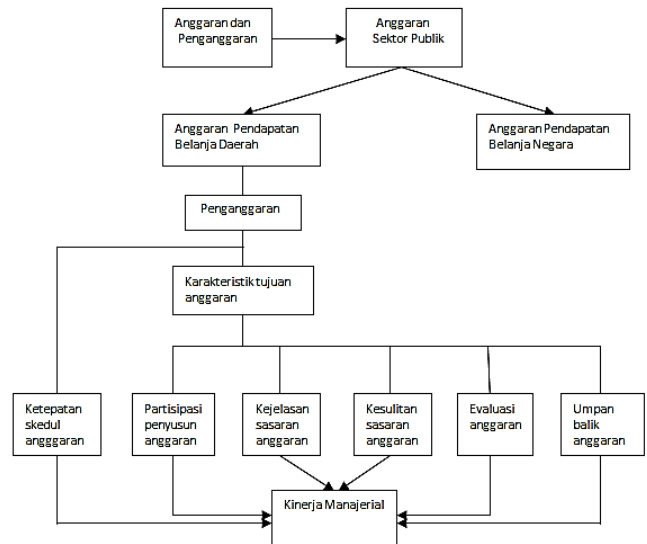 Anggaran dan
Penganggaran
Anggaran
Sektor Publik
Anggaran Pendapatan
Belanja Daerah
Anggaran Pendapatan
Belanja Negara
Penganggaran
Karakteristik tujuan
anggaran
Ketepatan
skedul
angggaran
Partisipasi
penyusun
anggaran
Kejelasan
sasaran
anggaran
Kesulitan
sasaran
anggaran
Evaluasi
anggaran
Umpan
balik
anggaran
Kinerja Manajerial